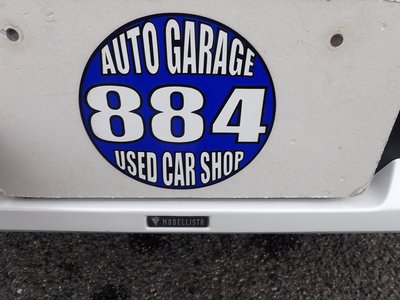 AUTO GARAGE
884
USED CAR SHOP
MODELLISTA